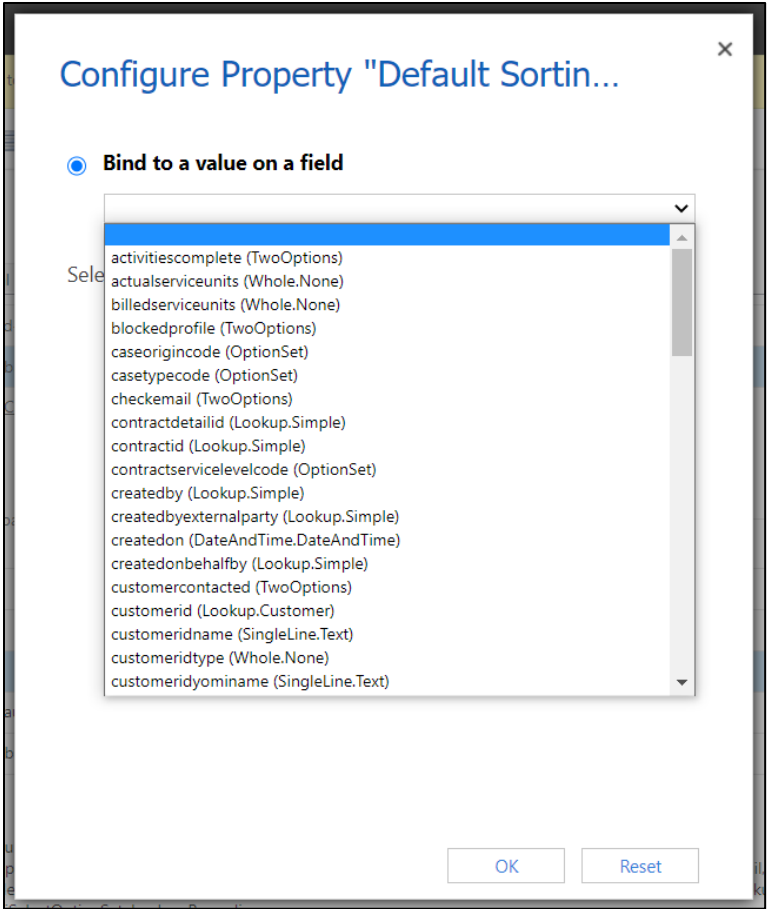 Configure Property "Default Sortin...
Bind to a value on a field
Sele
activitiescomplete (TwoOptions)
actualserviceunits (Whole.None)
billedserviceunits (Whole.None)
blockedprofile (TwoOptions)
caseorigincode (OptionSet)
casetypecode (OptionSet)
checkemail (TwoOptions)
contractdetailid (Lookup.Simple)
contractid (Lookup.Simple)
contractservicelevelcode (OptionSet)
createdby (Lookup.Simple)
createdbyexternalparty (Lookup.Simple)
createdon (DateAndTime.DateAndTime)
createdonbehalfby (Lookup.Simple)
customercontacted (TwoOptions)
customerid (Lookup.Customer)
customeridname (SingleLine.Text)
customeridtype (Whole.None)
customeridyominame (SingleLine.Text)
OK
Reset